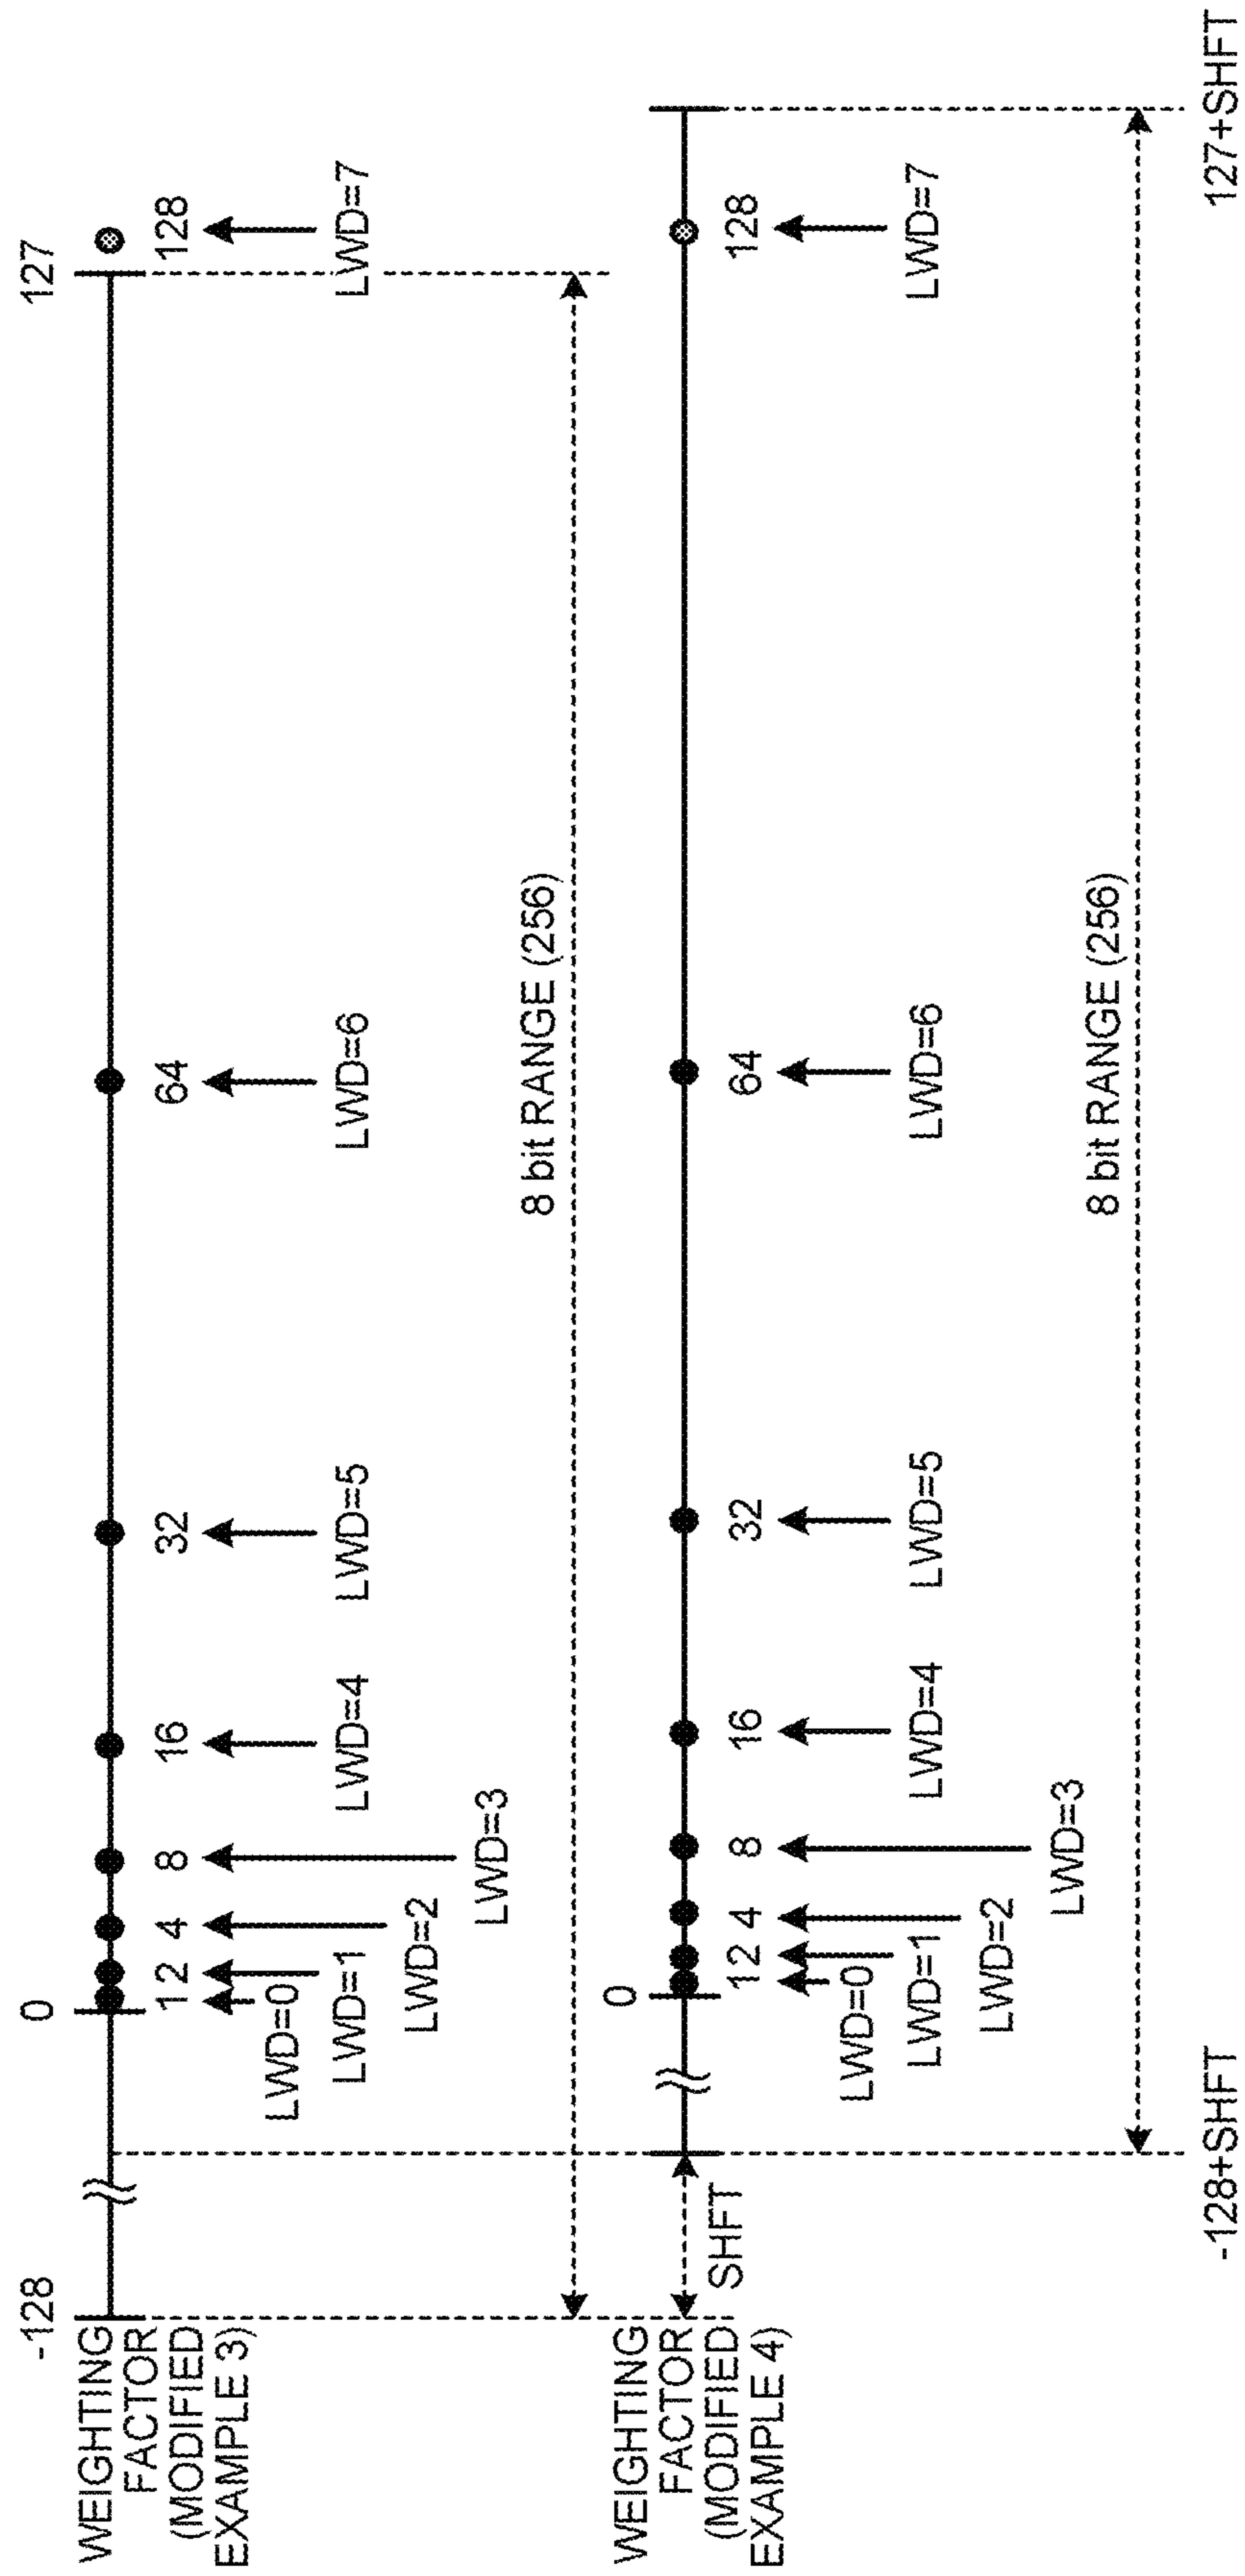 -128
0
127
WEIGHTING
FACTOR
(MODIFIED
EXAMPLE 3)
1 2 4 8 16 32 64 128
LWD=0
LWD=1
LWD=2
LWD=3
LWD=4
LWD=5
LWD=6
LWD=7
8 bit RANGE (256)
0
WEIGHTING
FACTOR
(MODIFIED
EXAMPLE 4)
SHFT
1 2 4 8 16 32 64 128
LWD=0
LWD=1
LWD=2
LWD=3
LWD=4
LWD=5
LWD=6
LWD=7
8 bit RANGE (256)
-128+SHFT
127+SHFT